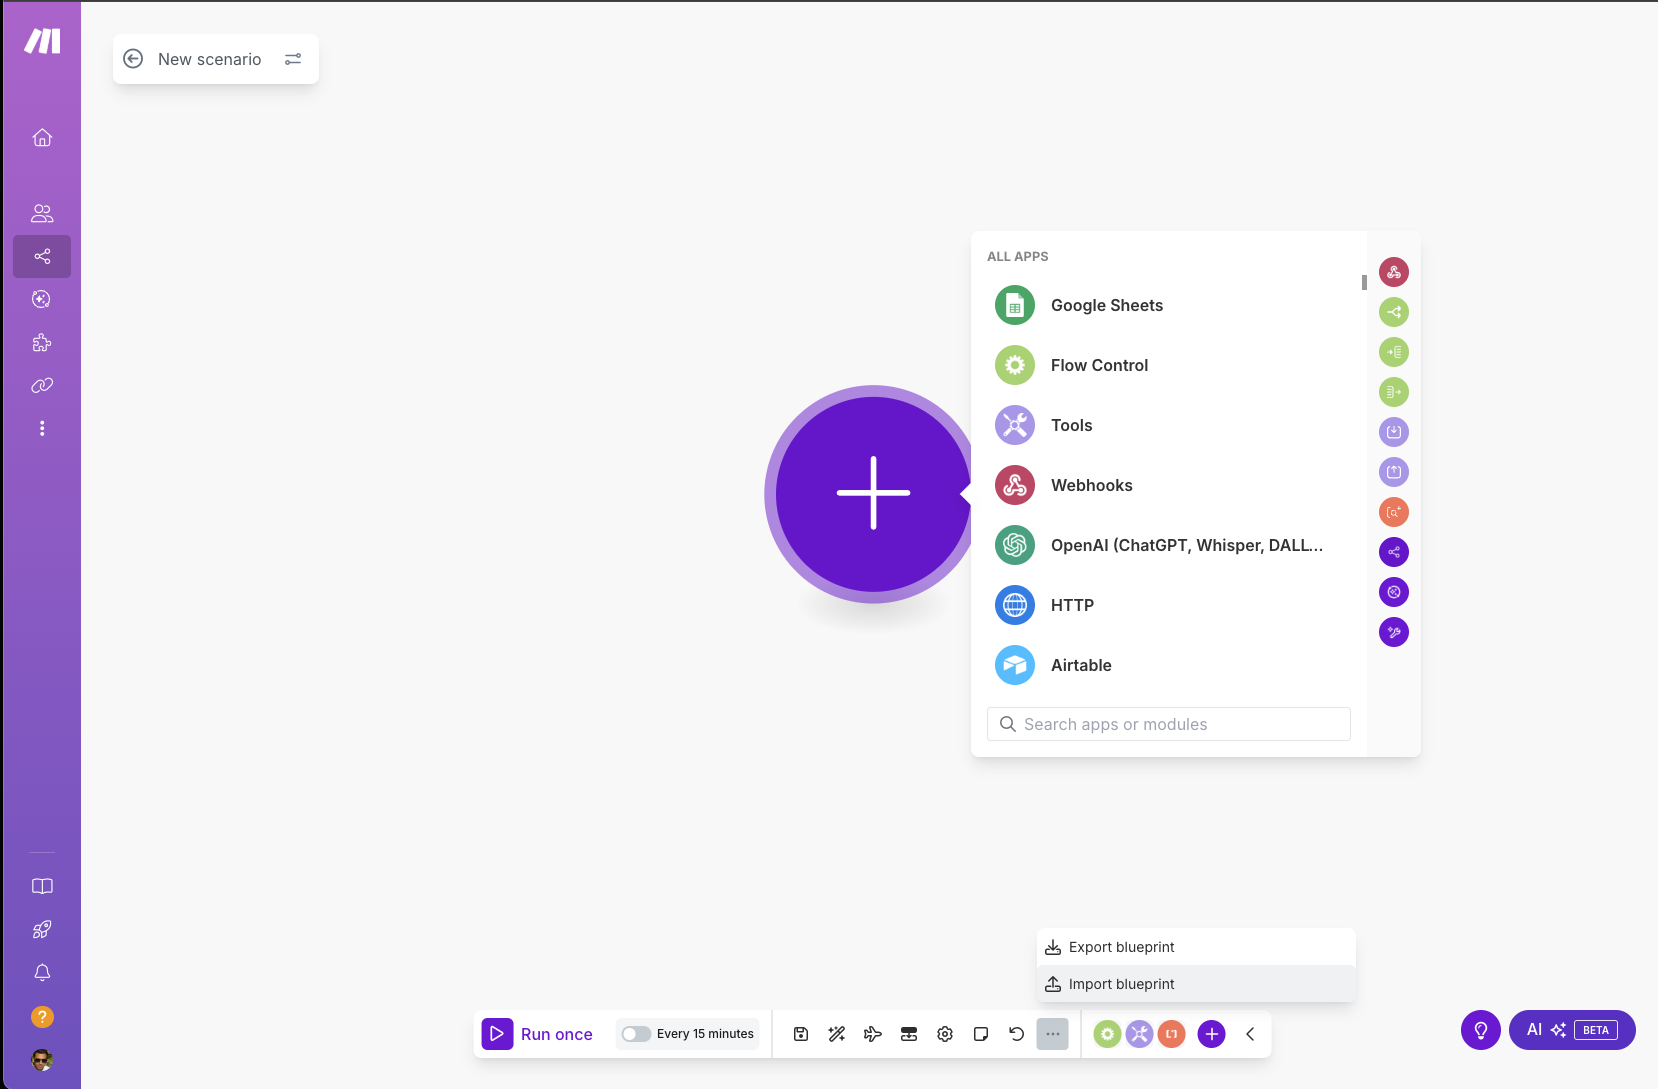 New scenario
ALL APPS
Google Sheets
Flow Control
Tools
Webhooks
OpenAI (ChatGPT, Whisper, DALL...
HTTP
Airtable
Search apps or modules
Export blueprint
Import blueprint
Run once
Every 15 minutes
AI BETA
?